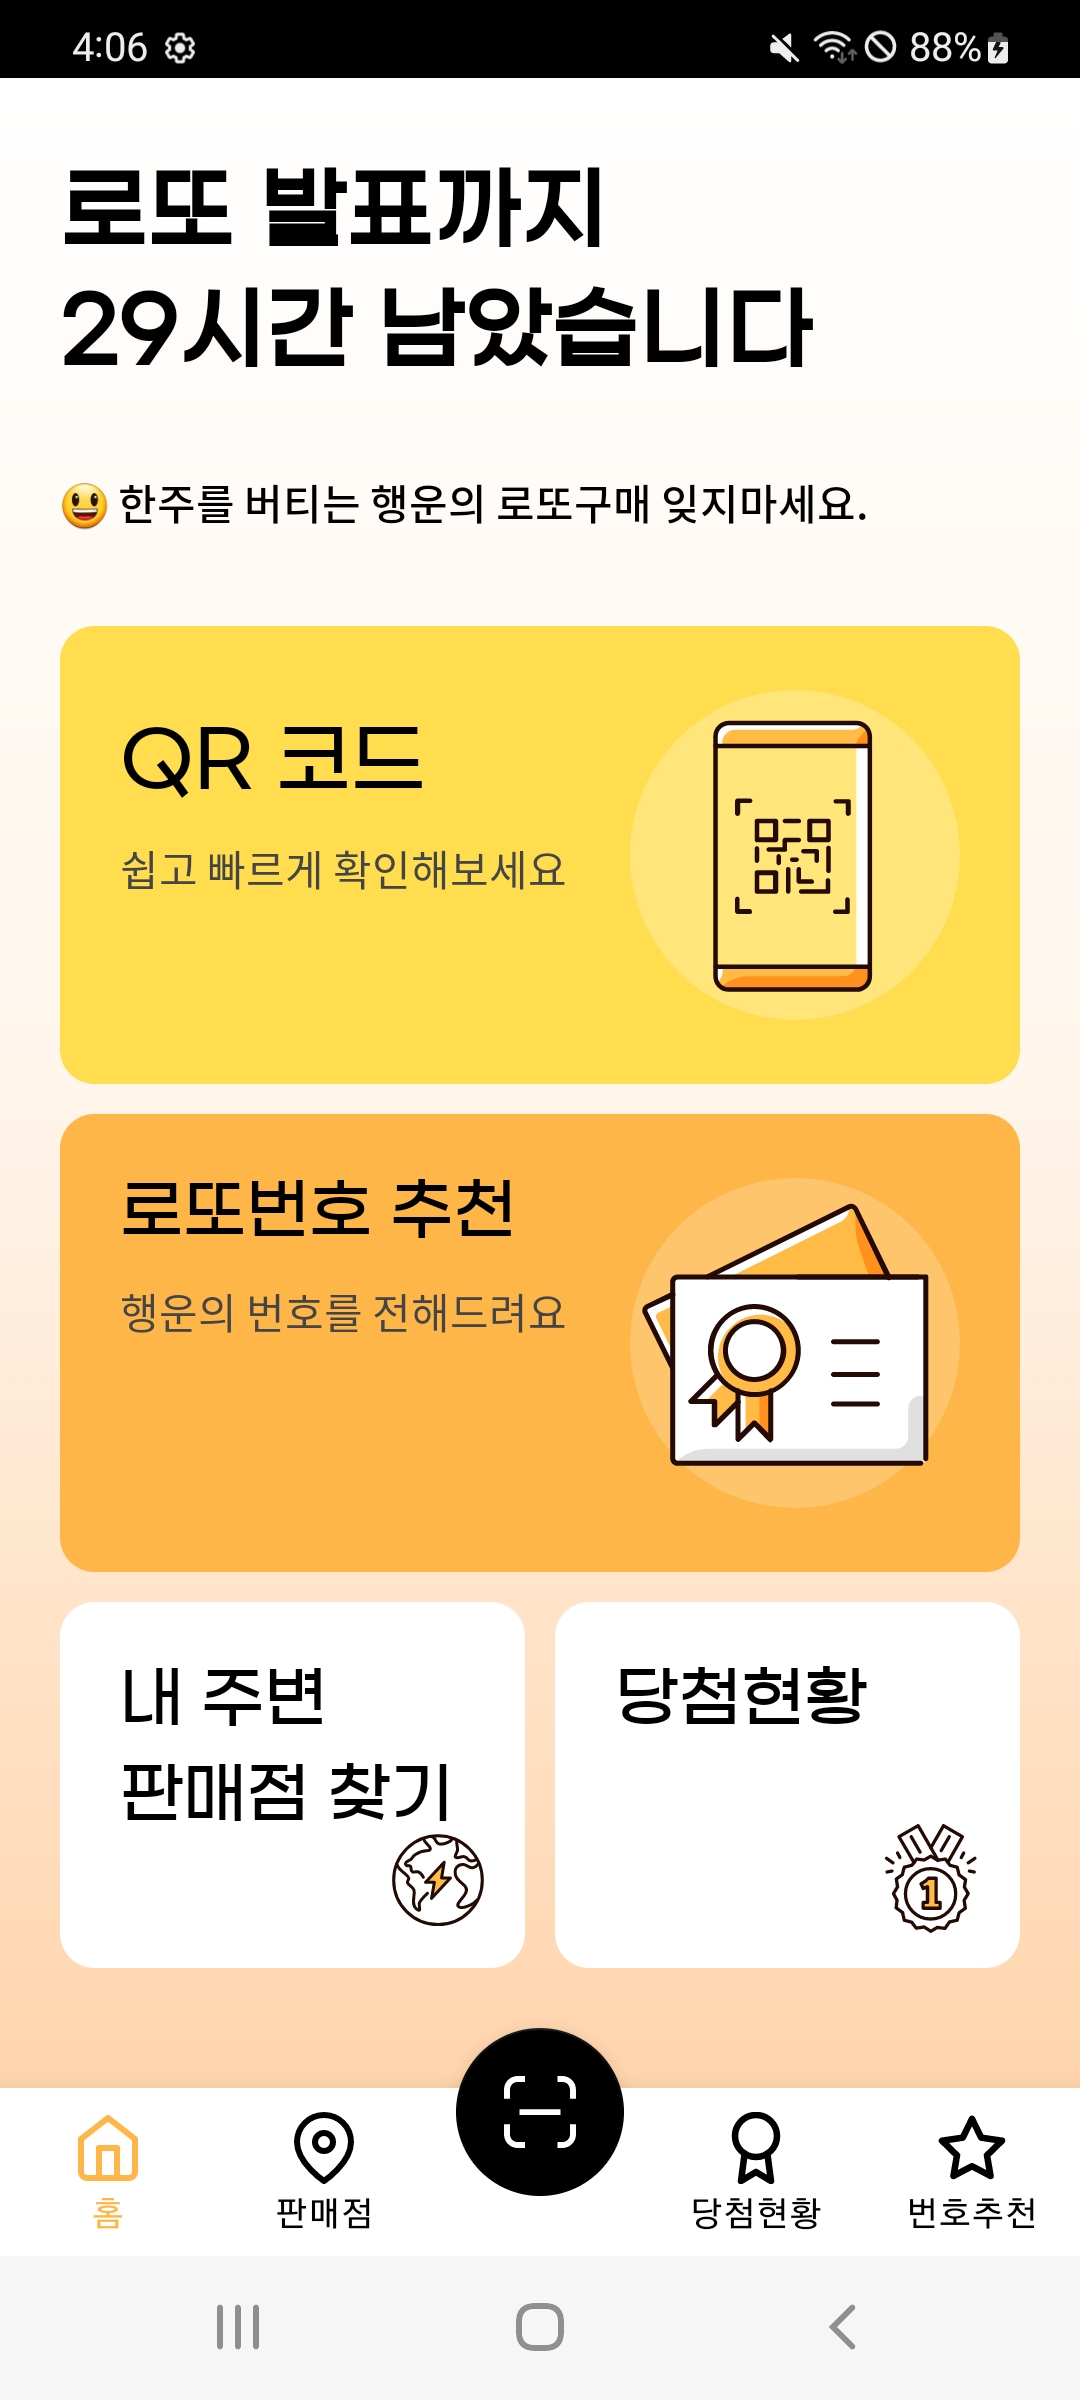 4:06
88%
로또 발표까지
29시간 남았습니다
😃 한주를 버티는 행운의 로또구매 잊지마세요.
QR 코드
쉽고 빠르게 확인해보세요
로또번호 추천
행운의 번호를 전해드려요
내 주변
판매점 찾기
당첨현황
1
홈
판매점
당첨현황
번호추천